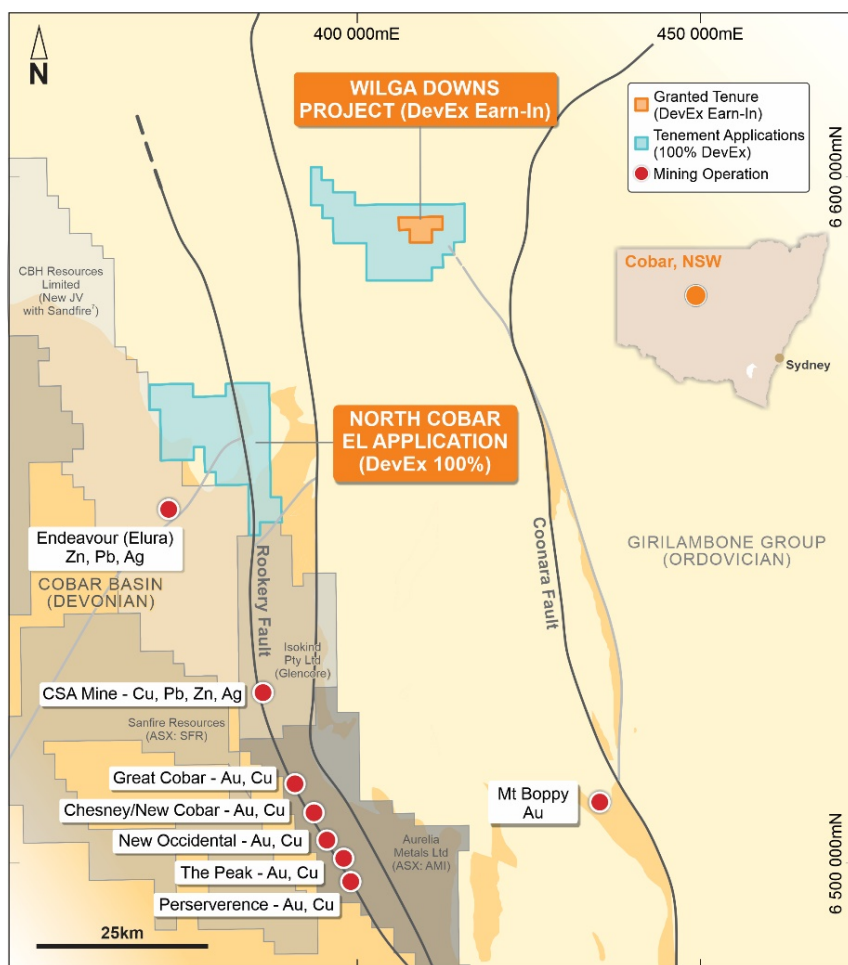 400 000mE
450 000mE
N
WILGA DOWNS
PROJECT (DevEx Earn-In)
Granted Tenure
(DevEx Earn-In)
Tenement Applications
(100% DevEx)
Mining Operation
6 600 000mN
CBH Resources
Limited
(New JV
with Sandfire⁷)
Cobar, NSW
Sydney
NORTH COBAR
EL APPLICATION
(DevEx 100%)
Endeavour (Elura)
Zn, Pb, Ag
COBAR BASIN
(DEVONIAN)
Rookery Fault
Coonara Fault
GIRILAMBONE GROUP
(ORDOVICIAN)
Isokind
Pty Ltd
(Glencore)
CSA Mine - Cu, Pb, Zn, Ag
Sanfire Resources
(ASX: SFR)
Great Cobar - Au, Cu
Chesney/New Cobar - Au, Cu
New Occidental - Au, Cu
The Peak - Au, Cu
Perserverence - Au, Cu
Aurelia
Metals Ltd
(ASX: AMI)
Mt Boppy
Au
6 500 000mN
25km